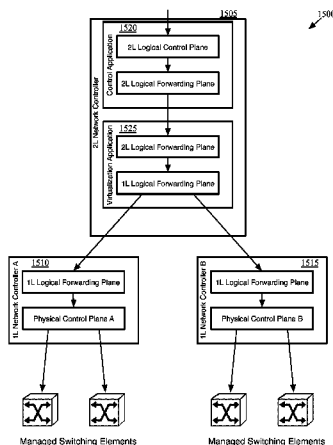 1500
1505
1520
2L Logical Control Plane
2L Logical Forwarding Plane
Control Application
1525
2L Logical Forwarding Plane
1L Logical Forwarding Plane
Virtualization Application
2L Network Controller
1510
1L Logical Forwarding Plane
Physical Control Plane A
1L Network Controller A
1515
1L Logical Forwarding Plane
Physical Control Plane B
1L Network Controller B
Managed Switching Elements
Managed Switching Elements